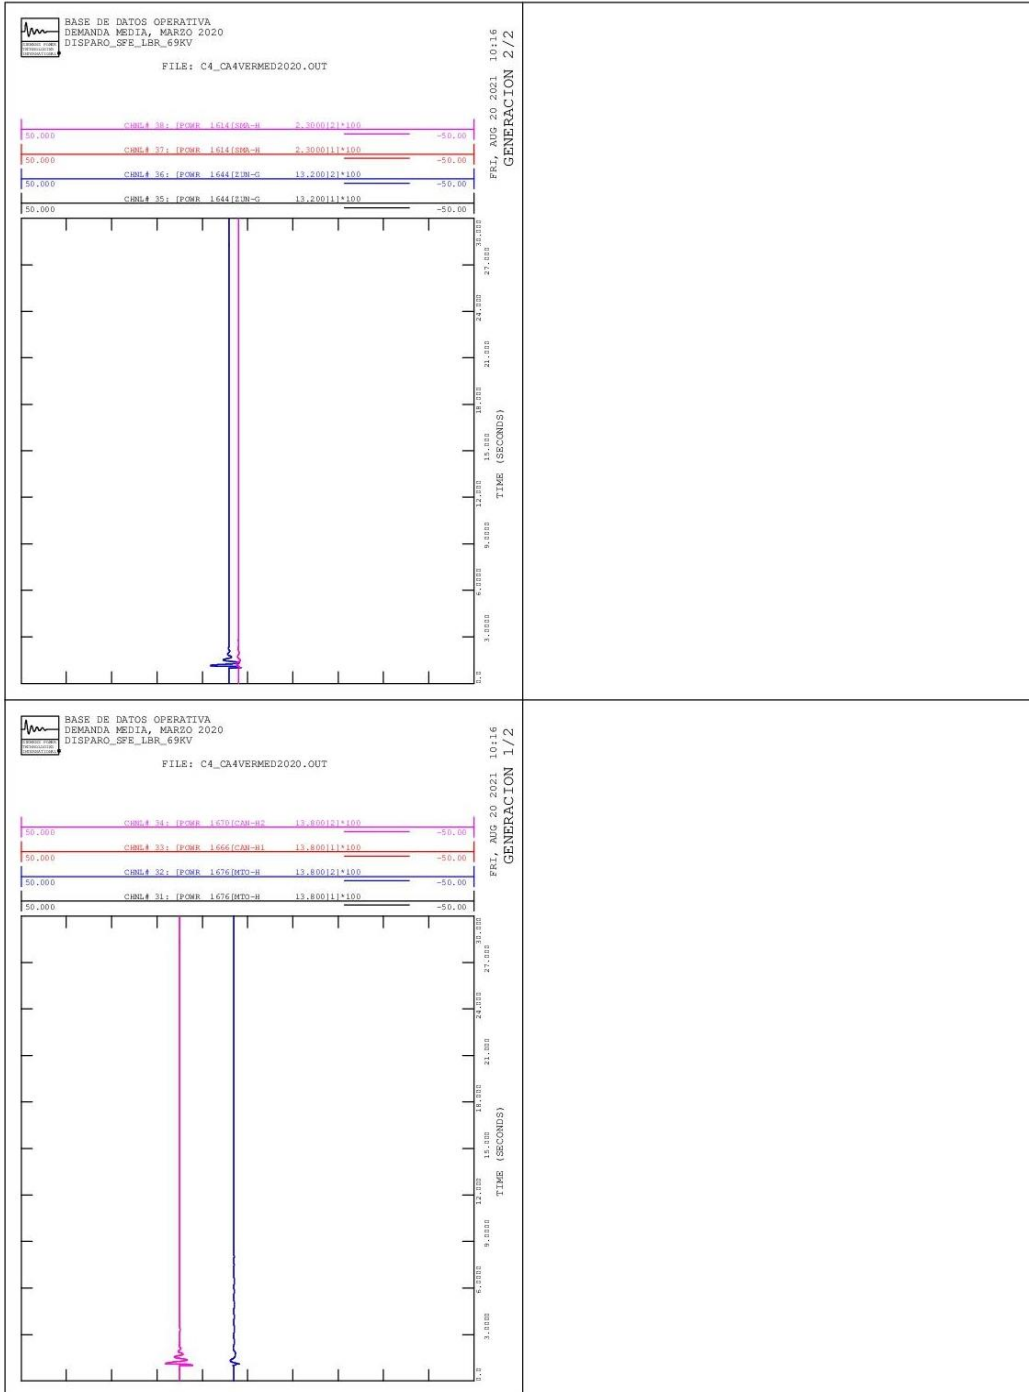 BASE DE DATOS OPERATIVA
DEMANDA MEDIA, MARZO 2020
DISPARO_SFE_LBR_69KV
FILE: C4_CA4VERMED2020.OUT
FRI, AUG 20 2021 10:16
GENERACION 2/2
CHNL# 38: [POWR 1614[SMA-H 2.3000]2]*100
50.000 -50.00
CHNL# 37: [POWR 1614[SMA-H 2.3000]1]*100
50.000 -50.00
CHNL# 36: [POWR 1644[ZUN-G 13.200]2]*100
50.000 -50.00
CHNL# 35: [POWR 1644[ZUN-G 13.200]1]*100
50.000 -50.00
30.000
27.000
24.000
21.000
18.000
15.000
12.000
9.0000
6.0000
3.0000
0.0
TIME (SECONDS)
BASE DE DATOS OPERATIVA
DEMANDA MEDIA, MARZO 2020
DISPARO_SFE_LBR_69KV
FILE: C4_CA4VERMED2020.OUT
FRI, AUG 20 2021 10:16
GENERACION 1/2
CHNL# 34: [POWR 1670[CAN-H2 13.800]1]*100
50.000 -50.00
CHNL# 33: [POWR 1666[CAN-H1 13.800]1]*100
50.000 -50.00
CHNL# 32: [POWR 1676[MTO-H 13.800]2]*100
50.000 -50.00
CHNL# 31: [POWR 1676[MTO-H 13.800]1]*100
50.000 -50.00
30.000
27.000
24.000
21.000
18.000
15.000
12.000
9.0000
6.0000
3.0000
0.0
TIME (SECONDS)